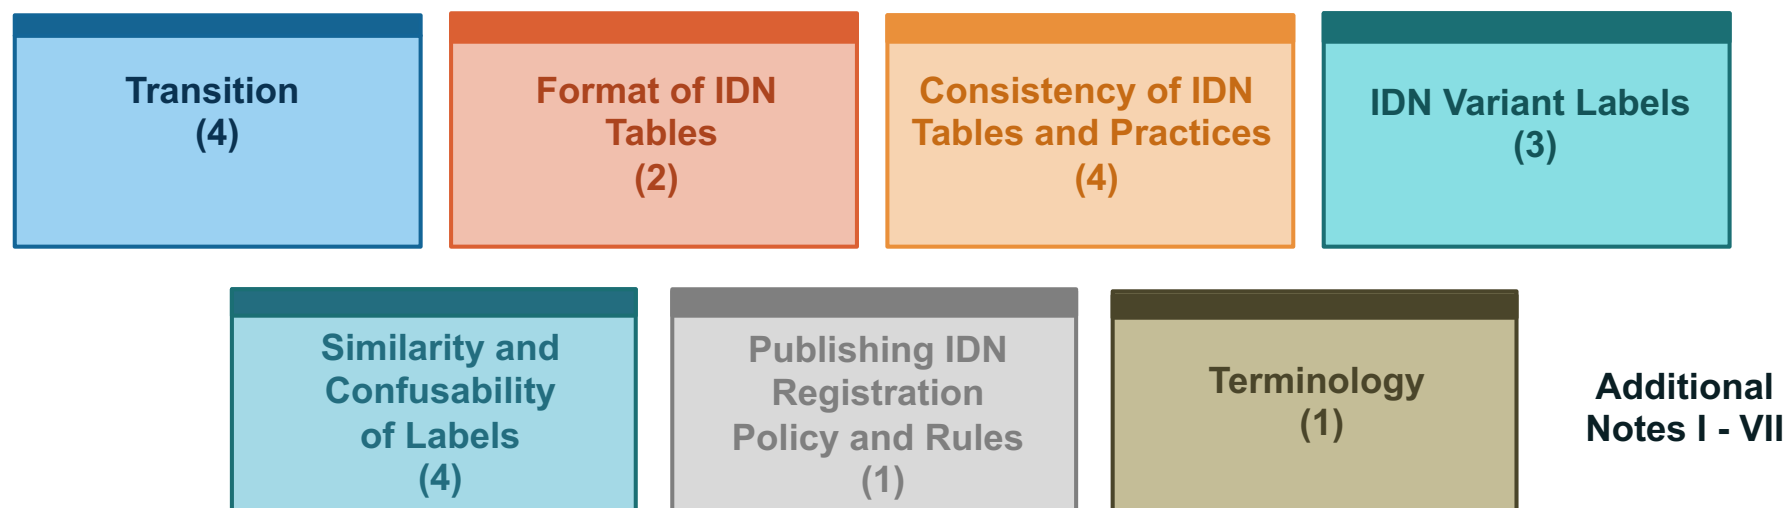 Transition
(4)
Format of IDN
Tables
(2)
Consistency of IDN
Tables and Practices
(4)
IDN Variant Labels
(3)
Similarity and
Confusability
of Labels
(4)
Publishing IDN
Registration
Policy and Rules
(1)
Terminology
(1)
Additional
Notes I - VII